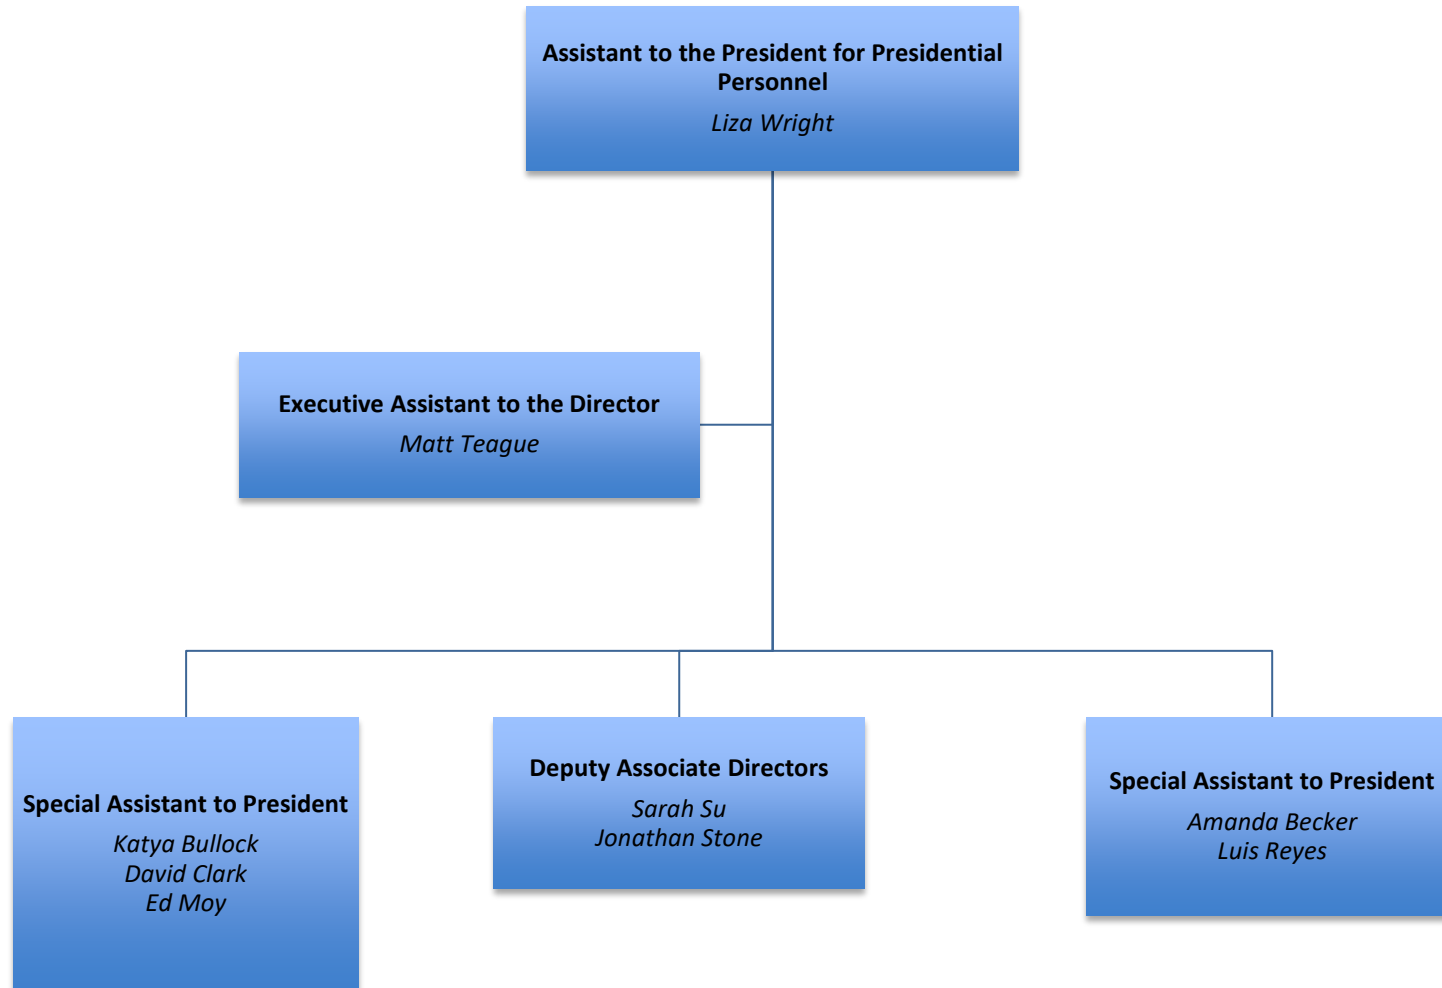 Assistant to the President for Presidential
Personnel
Liza Wright
Executive Assistant to the Director
Matt Teague
Special Assistant to President
Katya Bullock
David Clark
Ed Moy
Deputy Associate Directors
Sarah Su
Jonathan Stone
Special Assistant to President
Amanda Becker
Luis Reyes